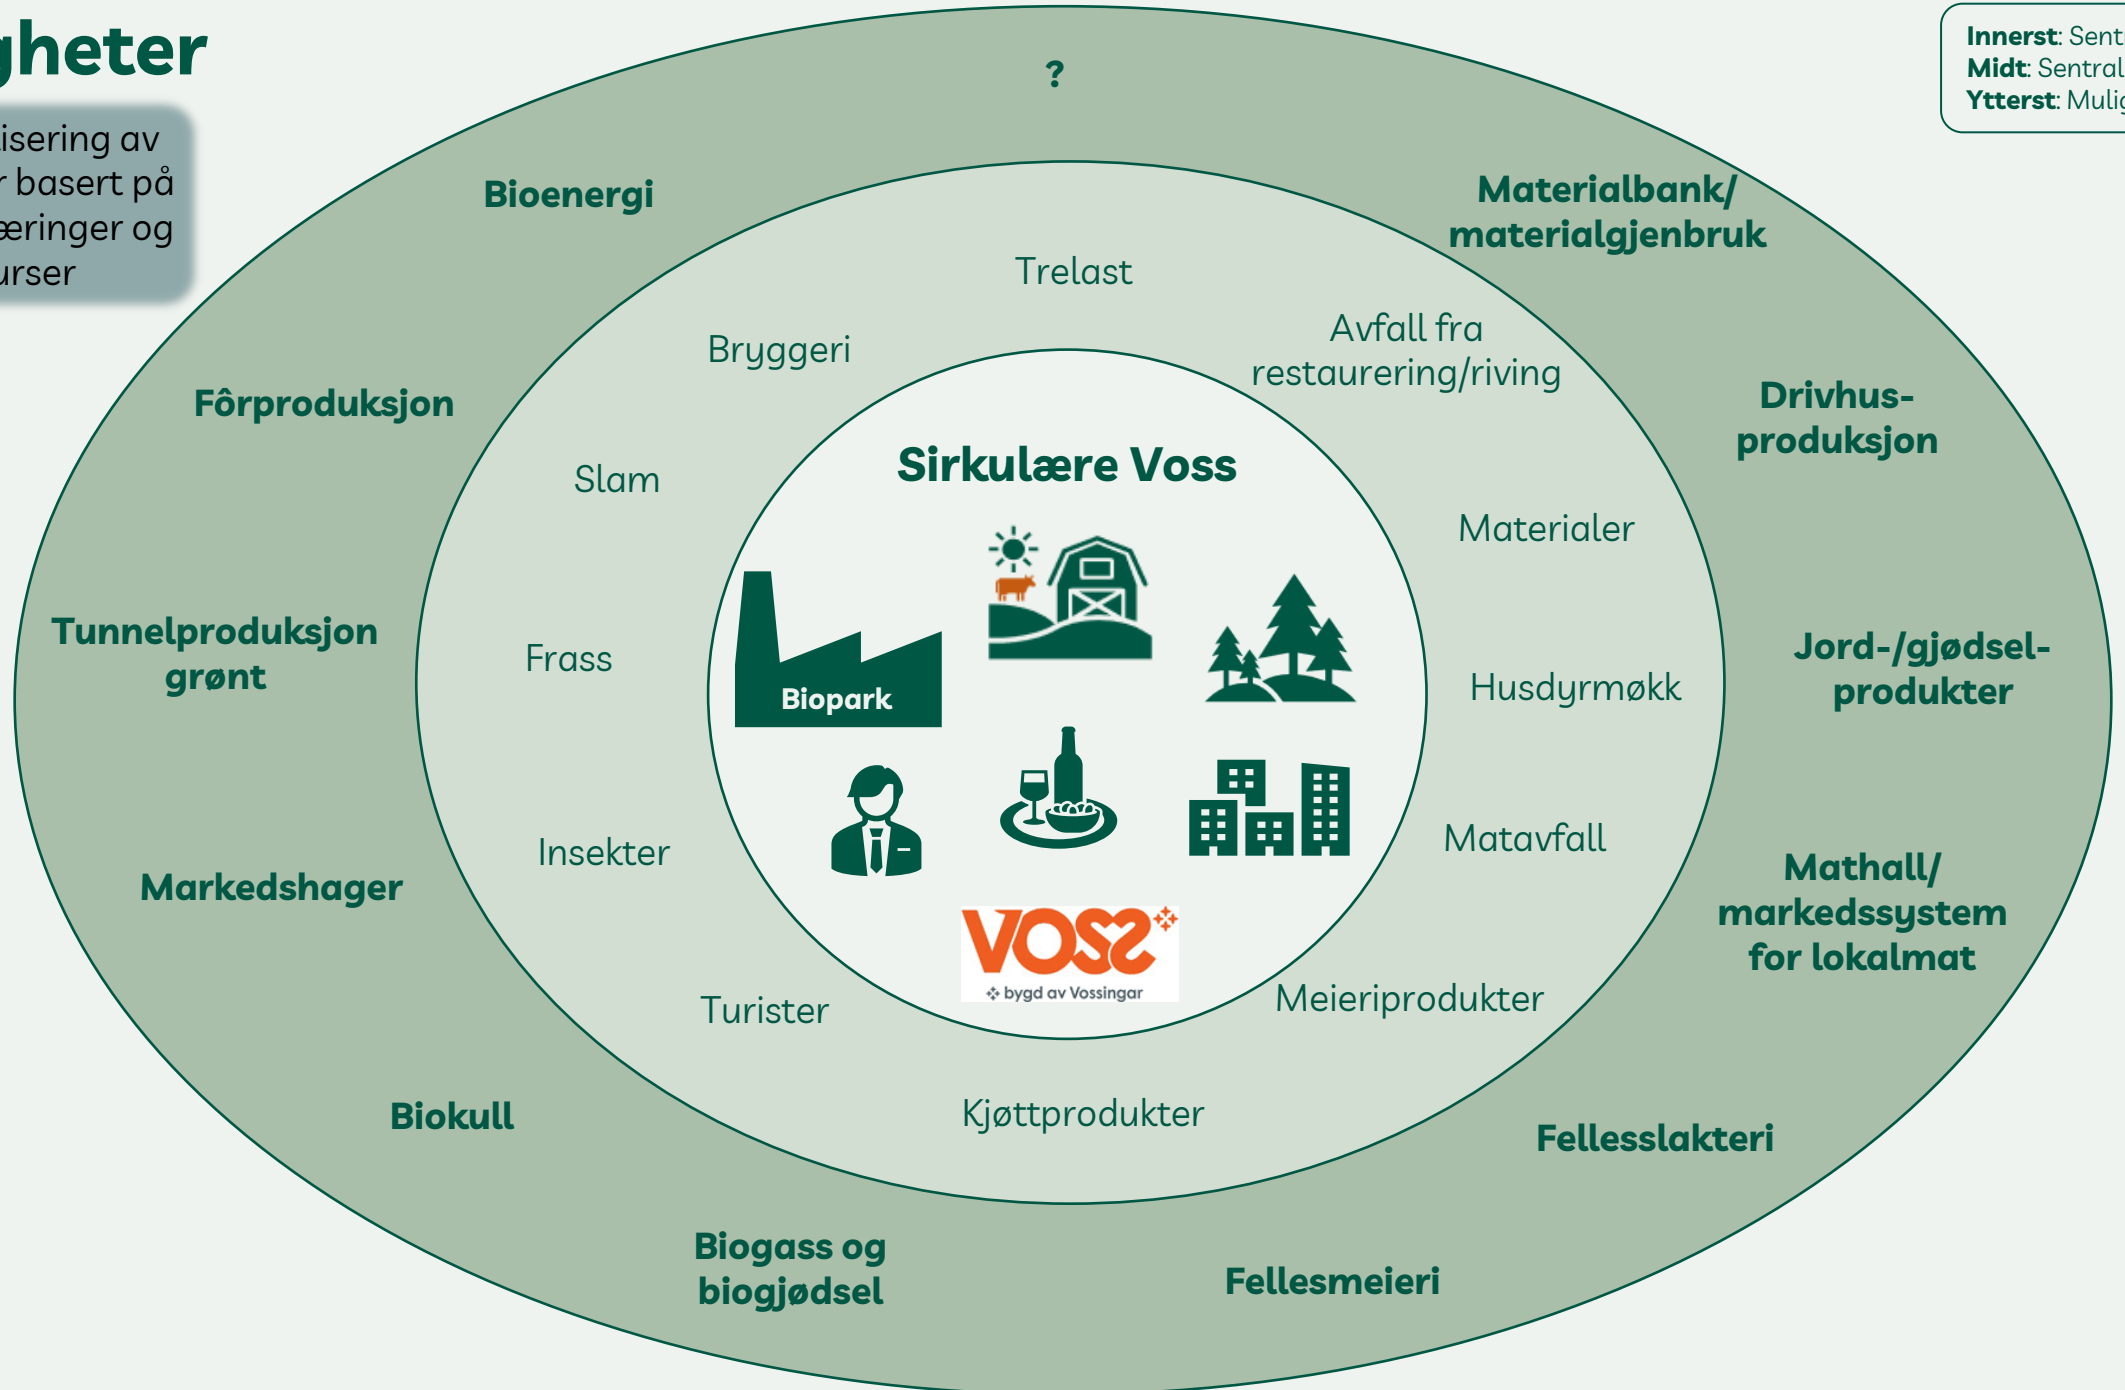 gheter
isering av
r basert på
æringer og
urser
Innerst: Sent
Midt: Sentral
Ytterst: Mulig
?
Bioenergi
Materialbank/
materialgjenbruk
Fôrproduksjon
Drivhus-
produksjon
Tunnelproduksjon
grønt
Jord-/gjødsel-
produkter
Markedshager
Mathall/
markedssystem
for lokalmat
Biokull
Fellesslakteri
Biogass og
biogjødsel
Fellesmeieri
Trelast
Bryggeri
Avfall fra
restaurering/riving
Slam
Materialer
Frass
Husdyrmøkk
Insekter
Matavfall
Turister
Meieriprodukter
Kjøttprodukter
Sirkulære Voss
Biopark
VOSS
bygd av Vossingar